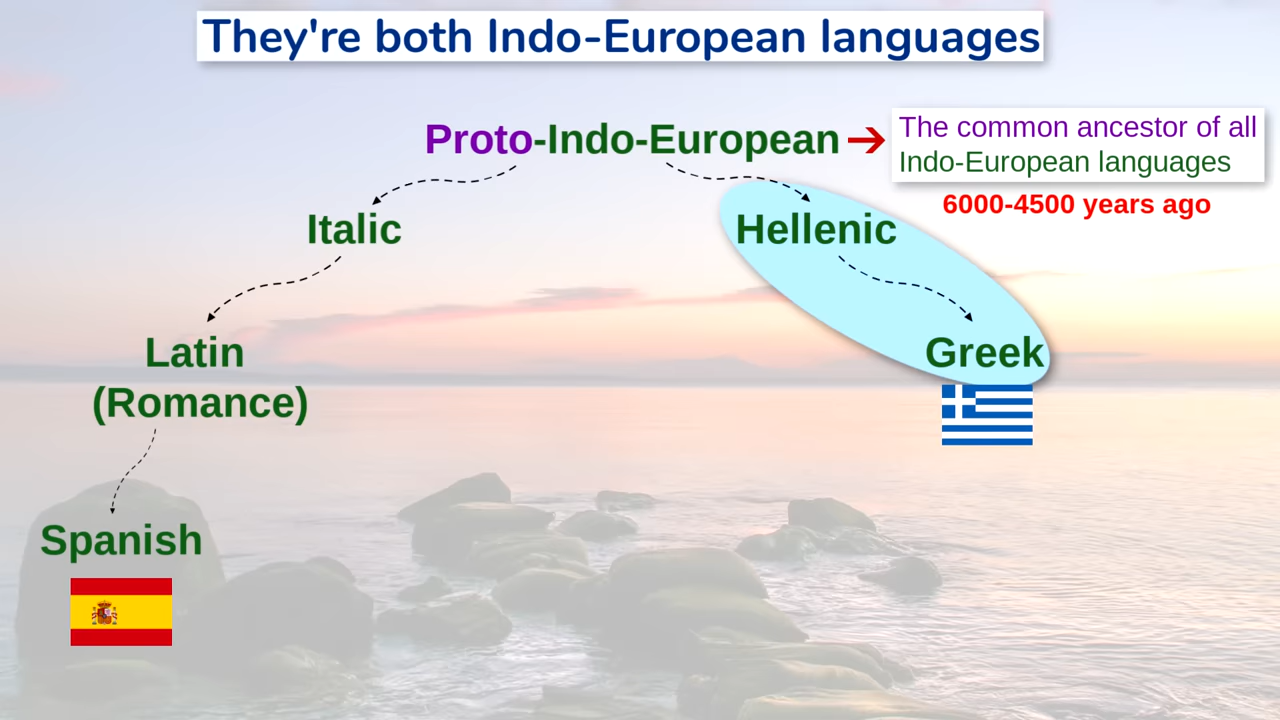 They're both Indo-European languages
Proto-Indo-European
The common ancestor of all
Indo-European languages
6000-4500 years ago
Italic
Hellenic
Latin
(Romance)
Greek
Spanish